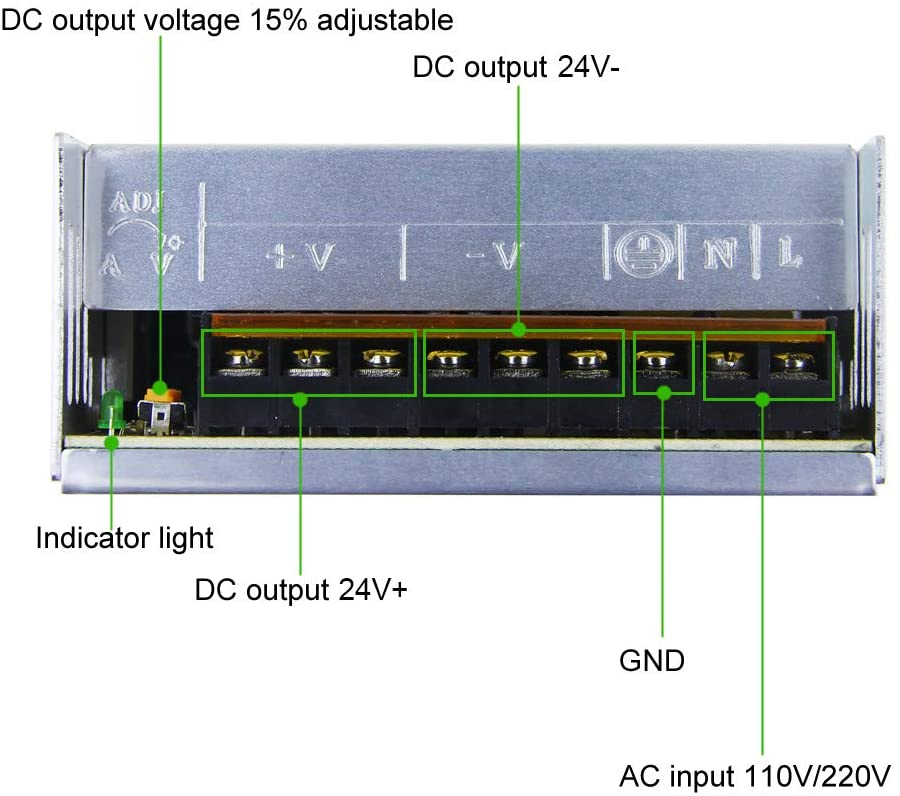 DC output voltage 15% adjustable
DC output 24V-
ADJ
A V
+V
-V
N
L
Indicator light
DC output 24V+
GND
AC input 110V/220V